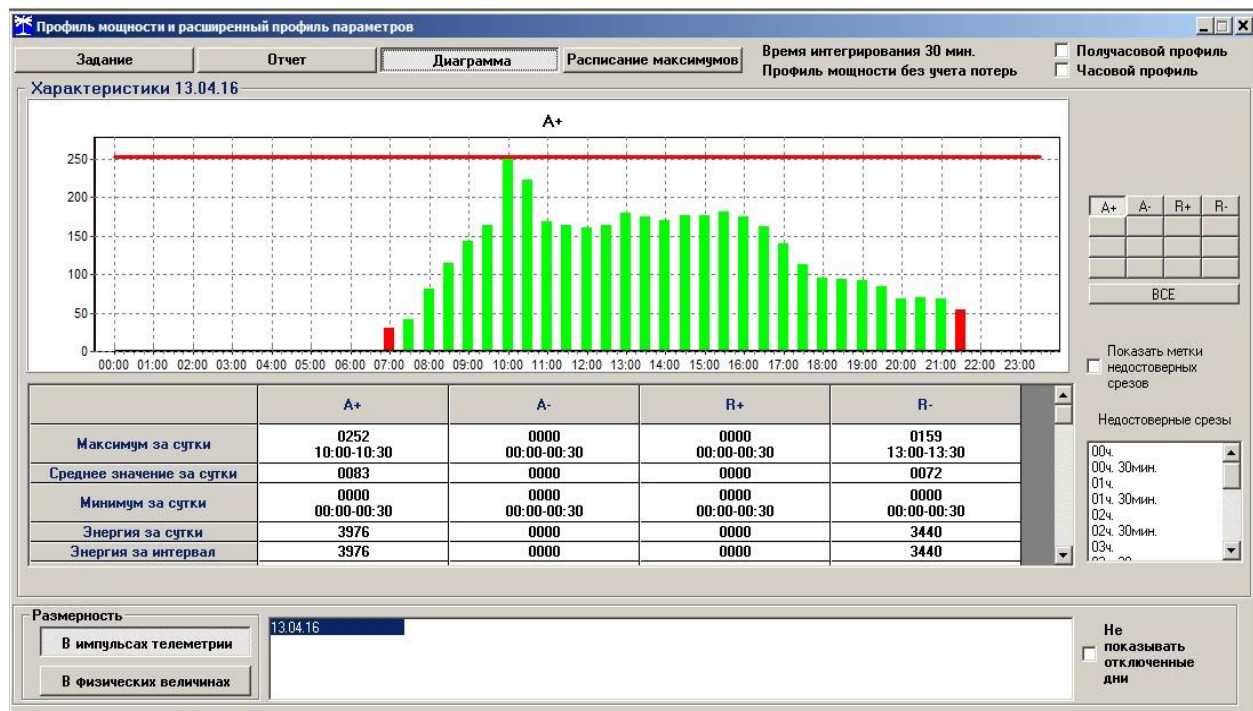 Профиль мощности и расширенный профиль параметров
Задание Отчет Диаграмма Расписание максимумов
Время интегрирования 30 мин.
Профиль мощности без учета потерь
Получасовой профиль
Часовой профиль
Характеристики 13.04.16
A+
250
200
150
100
50
0
00:00 01:00 02:00 03:00 04:00 05:00 06:00 07:00 08:00 09:00 10:00 11:00 12:00 13:00 14:00 15:00 16:00 17:00 18:00 19:00 20:00 21:00 22:00 23:00
A+ A- R+ R-
ВСЕ
Показать метки
недостоверных
срезов
Недостоверные срезы
00ч.
00ч. 30мин.
01ч.
01ч. 30мин.
02ч.
02ч. 30мин.
03ч.
A+ A- R+ R-
Максимум за сутки 0252 0000 0000 0159
10:00-10:30 00:00-00:30 00:00-00:30 13:00-13:30
Среднее значение за сутки 0083 0000 0000 0072
Минимум за сутки 0000 0000 0000 0000
00:00-00:30 00:00-00:30 00:00-00:30 00:00-00:30
Энергия за сутки 3976 0000 0000 3440
Энергия за интервал 3976 0000 0000 3440
Размерность
В импульсах телеметрии
В физических величинах
13.04.16
Не
показывать
отключенные
дни